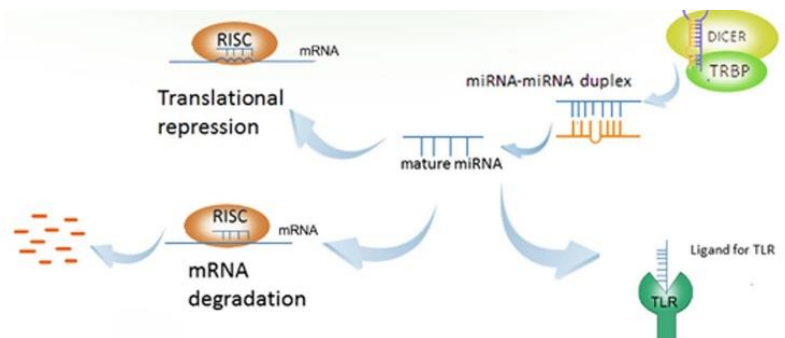 RISC
mRNA
Translational
repression
miRNA-miRNA duplex
DICER
TRBP
mature miRNA
RISC
mRNA
mRNA
degradation
Ligand for TLR
TLR